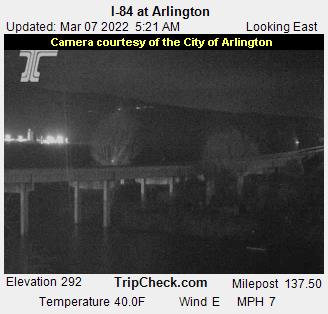 I-84 at Arlington
Updated: Mar 07 2022 5:21 AM Looking East
Camera courtesy of the City of Arlington
Elevation 292 TripCheck.com Milepost 137.50
Temperature 40.0F Wind E MPH 7